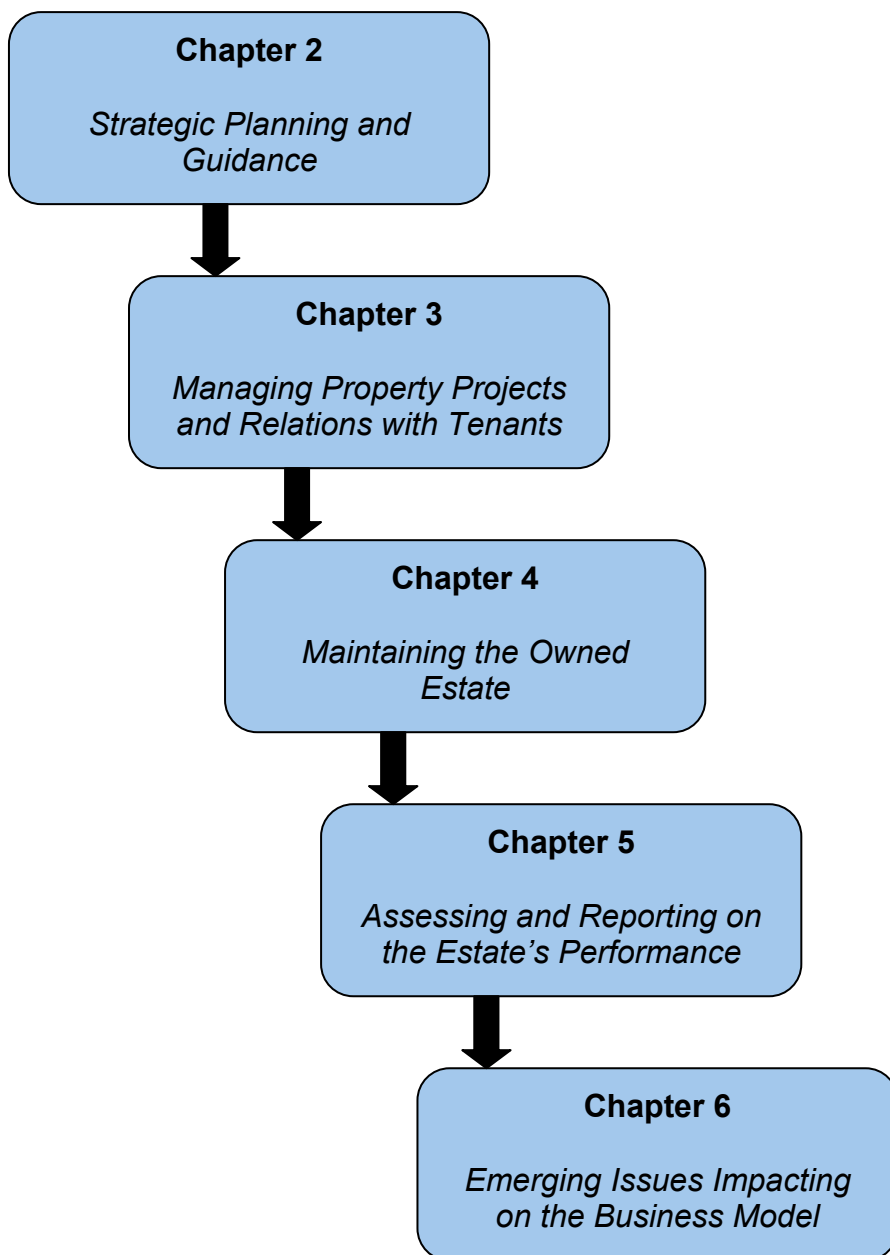 Chapter 2
Strategic Planning and
Guidance
Chapter 3
Managing Property Projects
and Relations with Tenants
Chapter 4
Maintaining the Owned
Estate
Chapter 5
Assessing and Reporting on
the Estate’s Performance
Chapter 6
Emerging Issues Impacting
on the Business Model